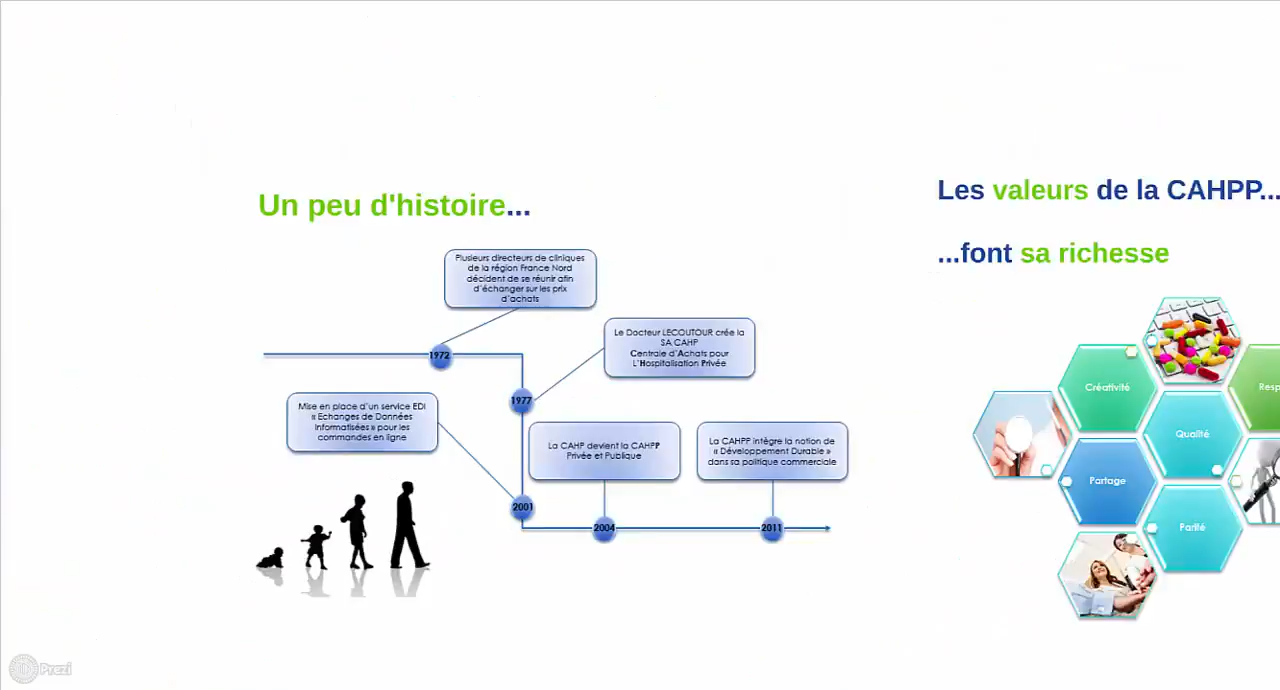 Un peu d'histoire...
Plusieurs directeurs de cliniques
de la région France Nord
décident de se réunir afin
d'échanger sur les prix
d'achats
1972
Le Docteur LECOUTOUR crée la
SA CAHP
Centrale d'Achats pour
L'Hospitalisation Privée
1977
Mise en place d'un service EDI
« Echanges de Données
Informatisées » pour les
commandes en ligne
2001
La CAHP devient la CAHPP
Privée et Publique
2004
La CAHPP intègre la notion de
« Développement Durable »
dans sa politique commerciale
2011
Les valeurs de la CAHPP...
...font sa richesse
Créativité
Qualité
Partage
Parité
Prezi